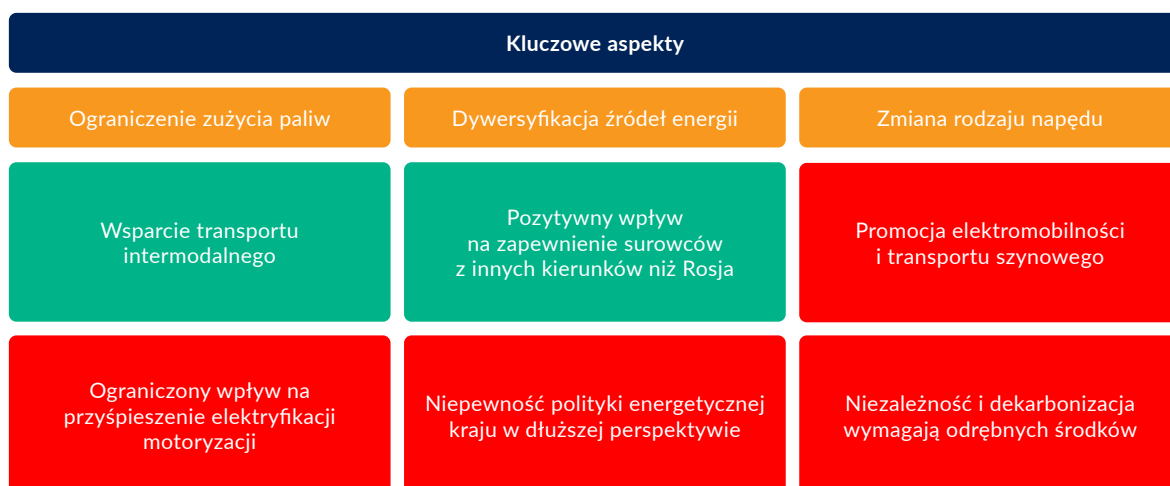 Kluczowe aspekty
Ograniczenie zużycia paliw
Dywersyfikacja źródeł energii
Zmiana rodzaju napędu
Wsparcie transportu
intermodalnego
Pozytywny wpływ
na zapewnienie surowców
z innych kierunków niż Rosja
Promocja elektromobilności
i transportu szynowego
Ograniczony wpływ na
przyśpieszenie elektryfikacji
motoryzacji
Niepewność polityki energetycznej
kraju w dłuższej perspektywie
Niezależność i dekarbonizacja
wymagają odrębnych środków